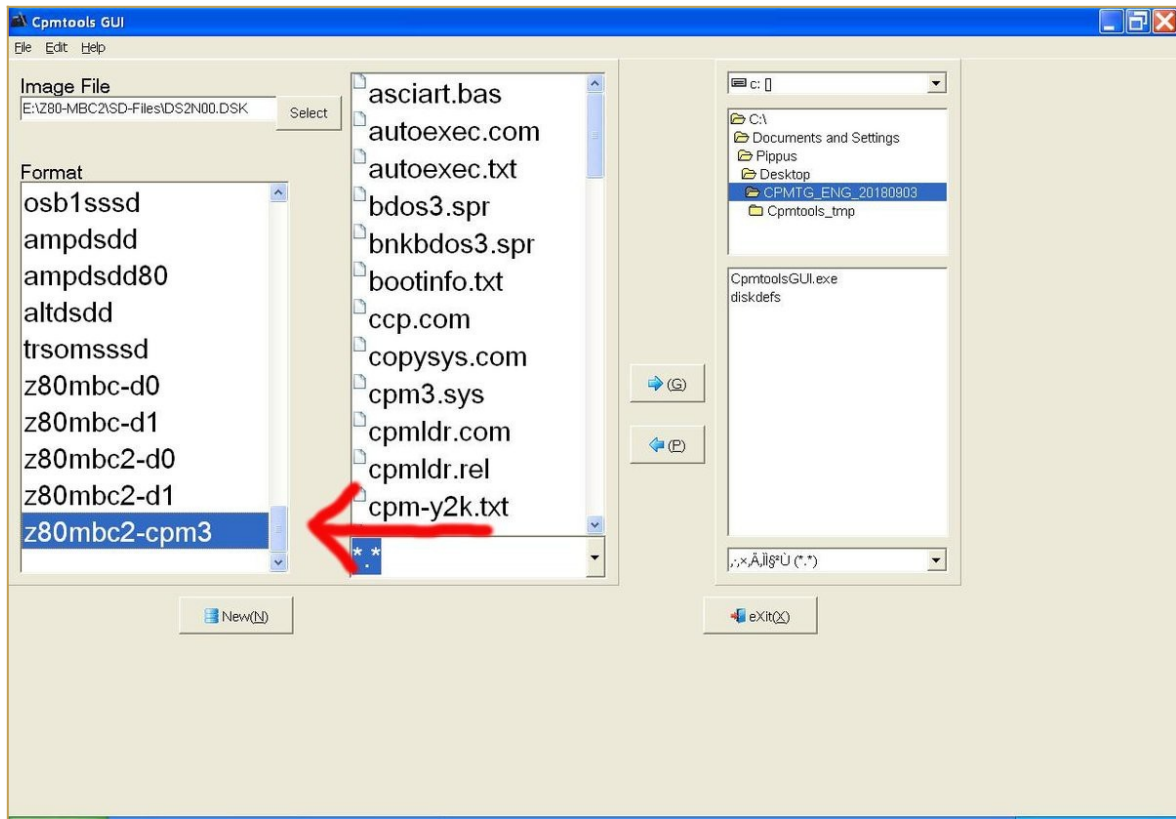 Cpmtools GUI
File Edit Help
Image File
E:\Z80-MBC2\SD-Files\DS2N00.DSK
Select
Format
osb1sssd
ampdsdd
ampdsdd80
altdsdd
trsomsssd
z80mbc-d0
z80mbc-d1
z80mbc2-d0
z80mbc2-d1
z80mbc2-cpm3
New(N)
asciart.bas
autoexec.com
autoexec.txt
bdos3.spr
bnkbdos3.spr
bootinfo.txt
ccp.com
copysys.com
cpm3.sys
cpmldr.com
cpmldr.rel
cpm-y2k.txt
*.*
(G)
(P)
c: []
C:\
Documents and Settings
Pippus
Desktop
CPMTG_ENG_20180903
Cpmtools_tmp
CpmtoolsGUI.exe
diskdefs
(*.*)
eXit(X)